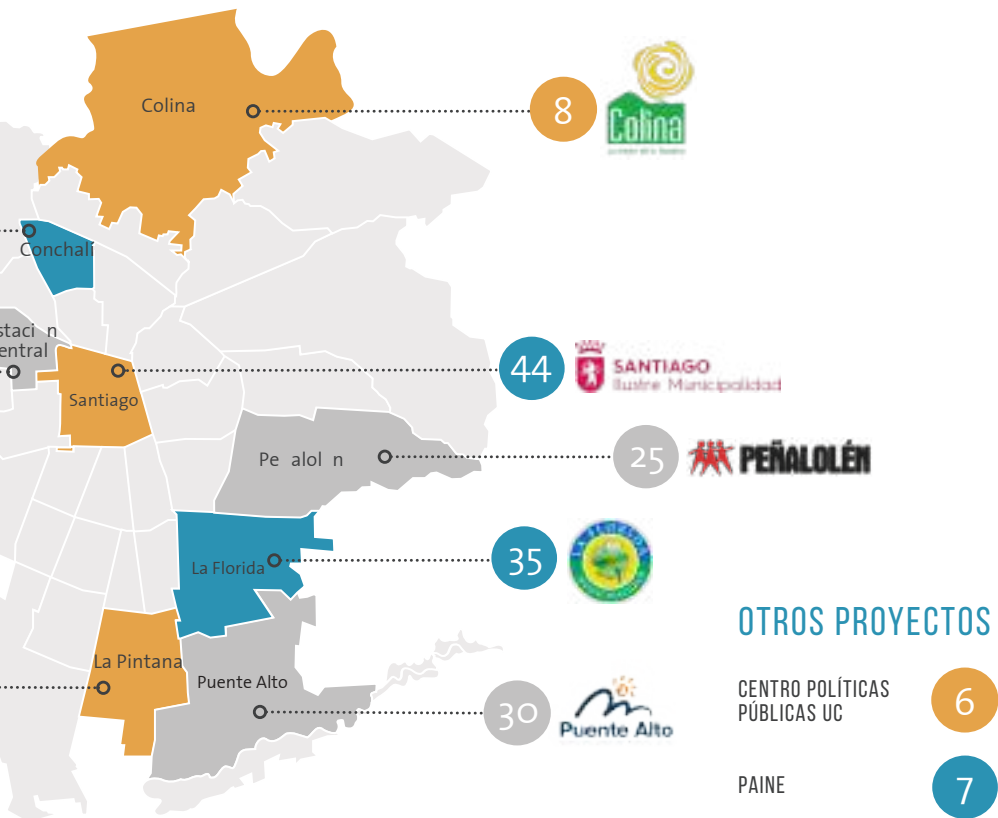 Colina
8
Colina
Conchalí
staci n
entral
Santiago
44
SANTIAGO
Ilustre Municipalidad
Pe alol n
25
PEÑALOLÉN
La Florida
35
La Pintana
Puente Alto
30
Puente Alto
OTROS PROYECTOS
CENTRO POLÍTICAS
PÚBLICAS UC
6
PAINE
7